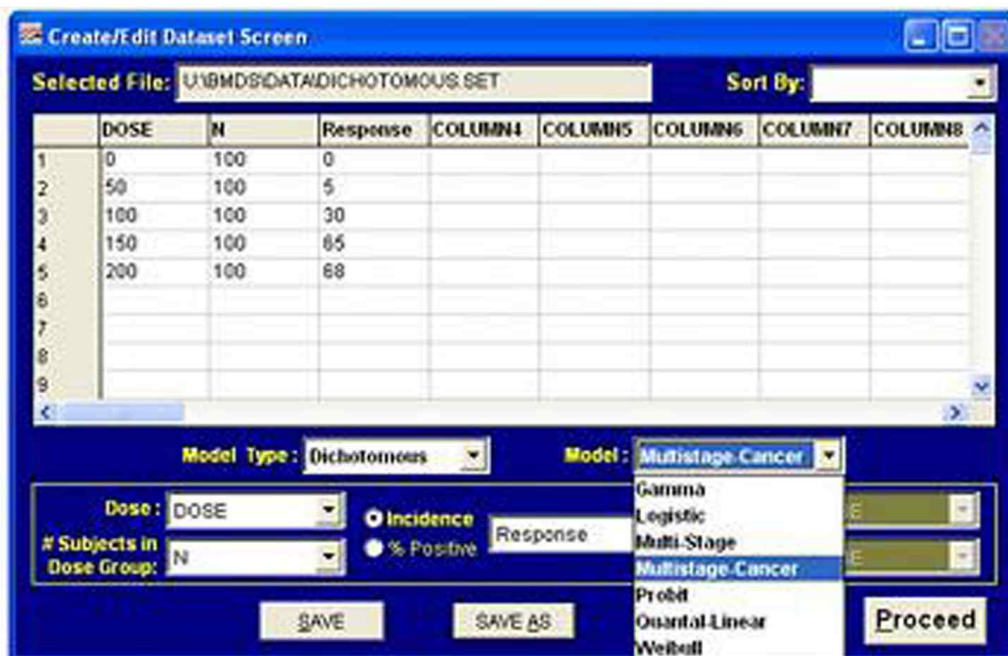 Create/Edit Dataset Screen
Selected File: U:\BMDS\DATA\DICHOTOMOUS.SET Sort By:
DOSE N Response COLUMN4 COLUMN5 COLUMN6 COLUMN7 COLUMN8
1 0 100 0
2 50 100 5
3 100 100 30
4 150 100 65
5 200 100 68
6
7
8
9
Model Type : Dichotomous Model : Multistage-Cancer
Gamma
Logistic
Multi-Stage
Multistage-Cancer
Probit
Quantal-Linear
Weibull
Dose : DOSE
# Subjects in Dose Group: N
Incidence
% Positive
Response
E
E
SAVE SAVE AS Proceed